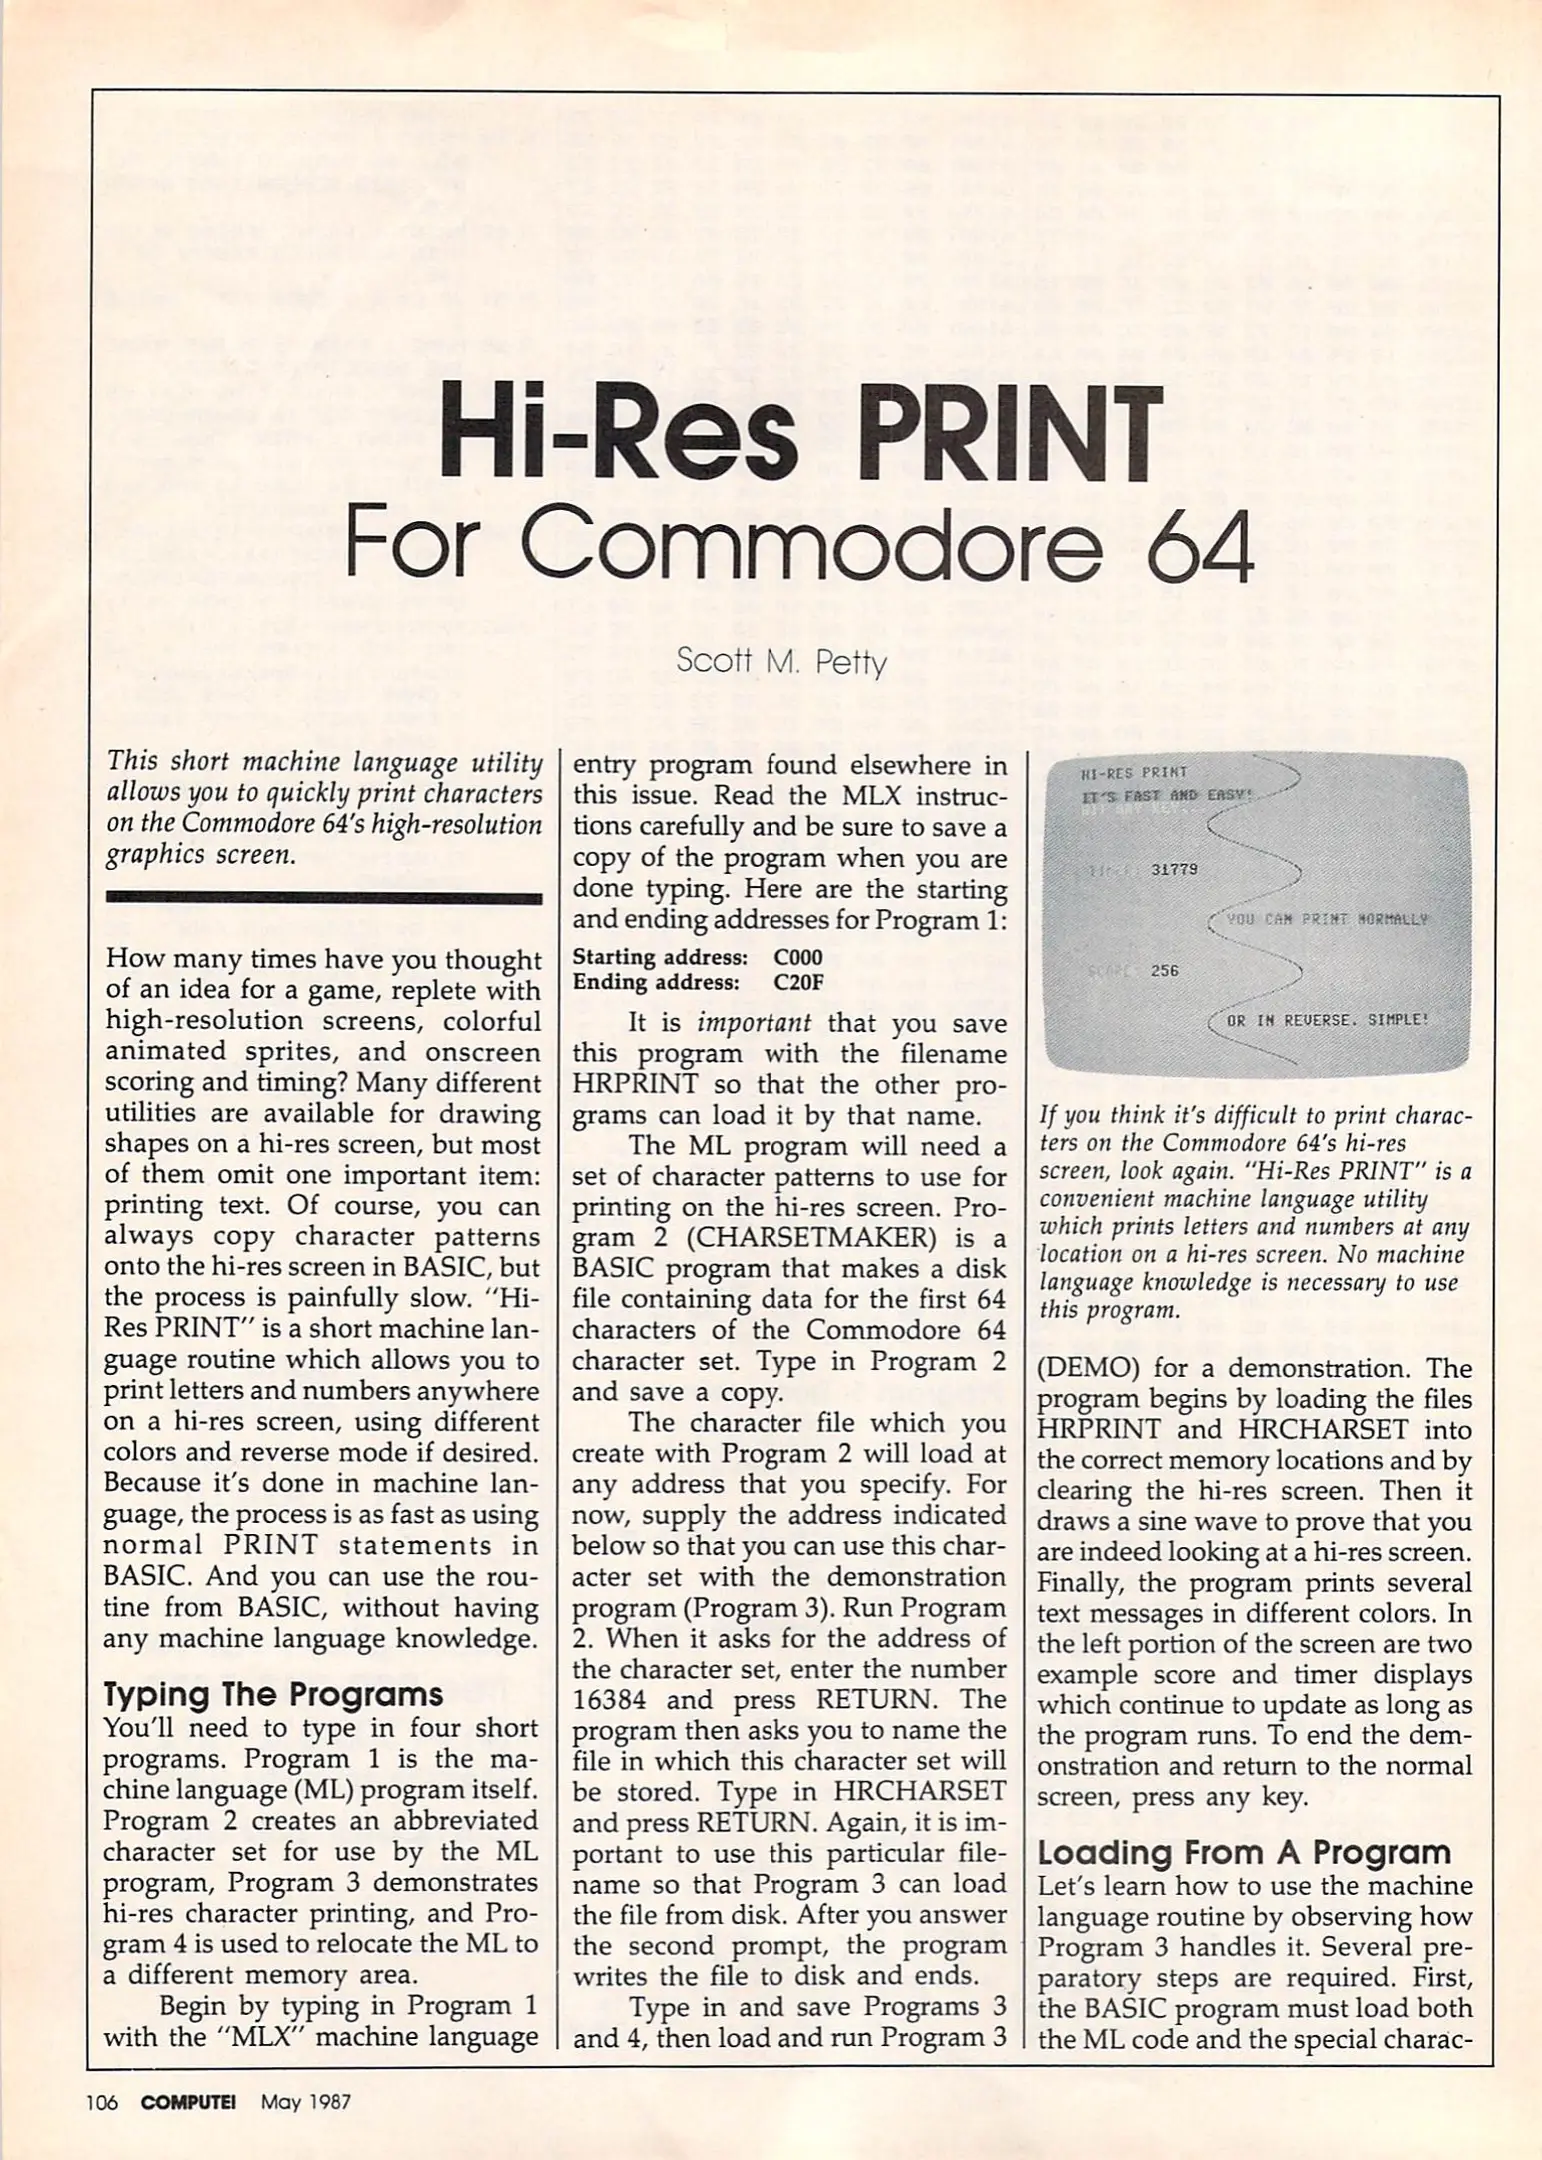 Hi-Res PRINT
For Commodore 64
Scott M. Petty
This short machine language utility
allows you to quickly print characters
on the Commodore 64's high-resolution
graphics screen.
How many times have you thought
of an idea for a game, replete with
high-resolution screens, colorful
animated sprites, and onscreen
scoring and timing? Many different
utilities are available for drawing
shapes on a hi-res screen, but most
of them omit one important item:
printing text. Of course, you can
always copy character patterns
onto the hi-res screen in BASIC, but
the process is painfully slow. "Hi-
Res PRINT" is a short machine lan-
guage routine which allows you to
print letters and numbers anywhere
on a hi-res screen, using different
colors and reverse mode if desired.
Because it's done in machine lan-
guage, the process is as fast as using
normal PRINT statements in
BASIC. And you can use the rou-
tine from BASIC, without having
any machine language knowledge.
Typing The Programs
You'll need to type in four short
programs. Program 1 is the ma-
chine language (ML) program itself.
Program 2 creates an abbreviated
character set for use by the ML
program, Program 3 demonstrates
hi-res character printing, and Pro-
gram 4 is used to relocate the ML to
a different memory area.
Begin by typing in Program 1
with the "MLX" machine language
entry program found elsewhere in
this issue. Read the MLX instruc-
tions carefully and be sure to save a
copy of the program when you are
done typing. Here are the starting
and ending addresses for Program 1:
Starting address: C000
Ending address: C20F
It is important that you save
this program with the filename
HRPRINT so that the other pro-
grams can load it by that name.
The ML program will need a
set of character patterns to use for
printing on the hi-res screen. Pro-
gram 2 (CHARSETMAKER) is a
BASIC program that makes a disk
file containing data for the first 64
characters of the Commodore 64
character set. Type in Program 2
and save a copy.
The character file which you
create with Program 2 will load at
any address that you specify. For
now, supply the address indicated
below so that you can use this char-
acter set with the demonstration
program (Program 3). Run Program
2. When it asks for the address of
the character set, enter the number
16384 and press RETURN. The
program then asks you to name the
file in which this character set will
be stored. Type in HRCHARSET
and press RETURN. Again, it is im-
portant to use this particular file-
name so that Program 3 can load
the file from disk. After you answer
the second prompt, the program
writes the file to disk and ends.
Type in and save Programs 3
and 4, then load and run Program 3
HI-RES PRINT
IT'S FAST AND EASY!
31779
YOU CAN PRINT NORMALLY
256
OR IN REVERSE. SIMPLE!
If you think it's difficult to print charac-
ters on the Commodore 64's hi-res
screen, look again. "Hi-Res PRINT" is a
convenient machine language utility
which prints letters and numbers at any
location on a hi-res screen. No machine
language knowledge is necessary to use
this program.
(DEMO) for a demonstration. The
program begins by loading the files
HRPRINT and HRCHARSET into
the correct memory locations and by
clearing the hi-res screen. Then it
draws a sine wave to prove that you
are indeed looking at a hi-res screen.
Finally, the program prints several
text messages in different colors. In
the left portion of the screen are two
example score and timer displays
which continue to update as long as
the program runs. To end the dem-
onstration and return to the normal
screen, press any key.
Loading From A Program
Let's learn how to use the machine
language routine by observing how
Program 3 handles it. Several pre-
paratory steps are required. First,
the BASIC program must load both
the ML code and the special charac-
106 COMPUTE! May 1987